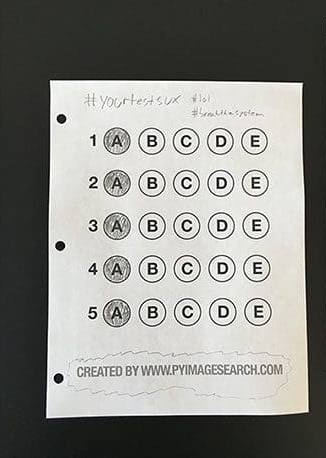 #yourtestsux #lol
#breakthesystem
1 A B C D E
2 A B C D E
3 A B C D E
4 A B C D E
5 A B C D E
CREATED BY WWW.PYIMAGESEARCH.COM